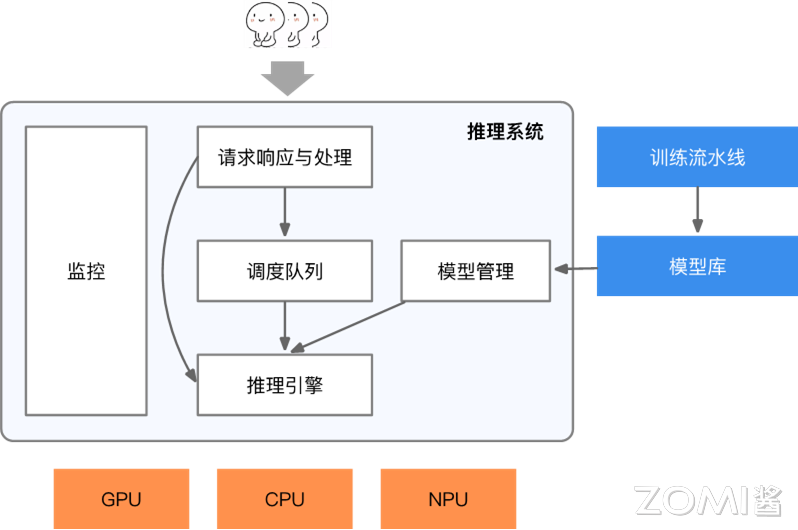 推理系统
请求响应与处理
训练流水线
监控
调度队列
模型管理
模型库
推理引擎
GPU
CPU
NPU
ZOMI酱